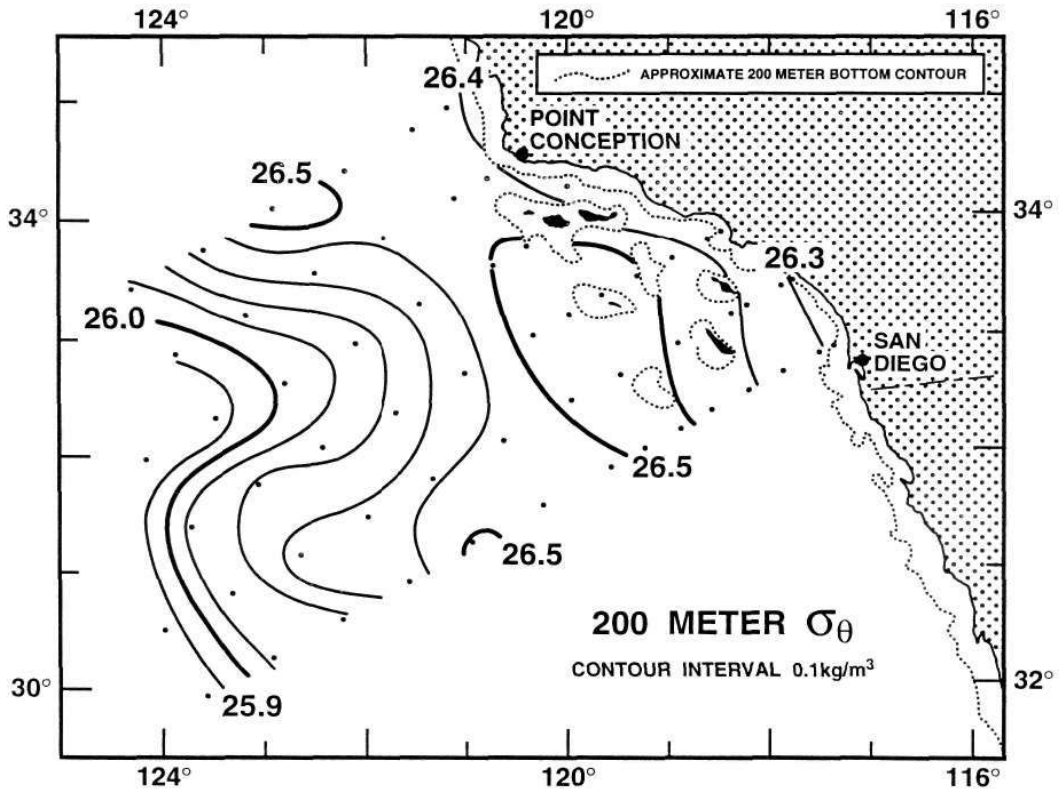 124°
120°
116°
26.4
APPROXIMATE 200 METER BOTTOM CONTOUR
POINT
CONCEPTION
26.5
34°
34°
26.3
26.0
SAN
DIEGO
26.5
26.5
200 METER σθ
CONTOUR INTERVAL 0.1kg/m³
30°
32°
25.9
124°
120°
116°